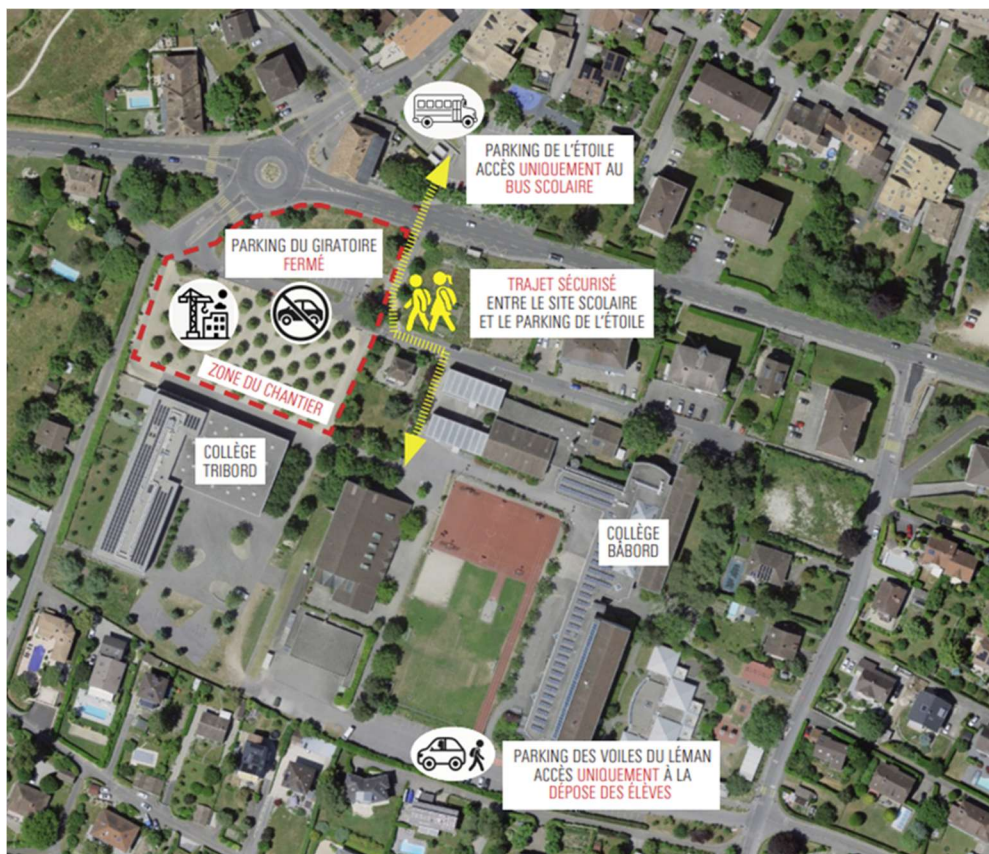 PARKING DE L'ÉTOILE
ACCÈS UNIQUEMENT AU
BUS SCOLAIRE
PARKING DU GIRATOIRE
FERMÉ
TRAJET SÉCURISÉ
ENTRE LE SITE SCOLAIRE
ET LE PARKING DE L'ÉTOILE
ZONE DU CHANTIER
COLLÈGE
TRIBORD
COLLÈGE
BÂBORD
PARKING DES VOILES DU LÉMAN
ACCÈS UNIQUEMENT À LA
DÉPOSE DES ÉLÈVES